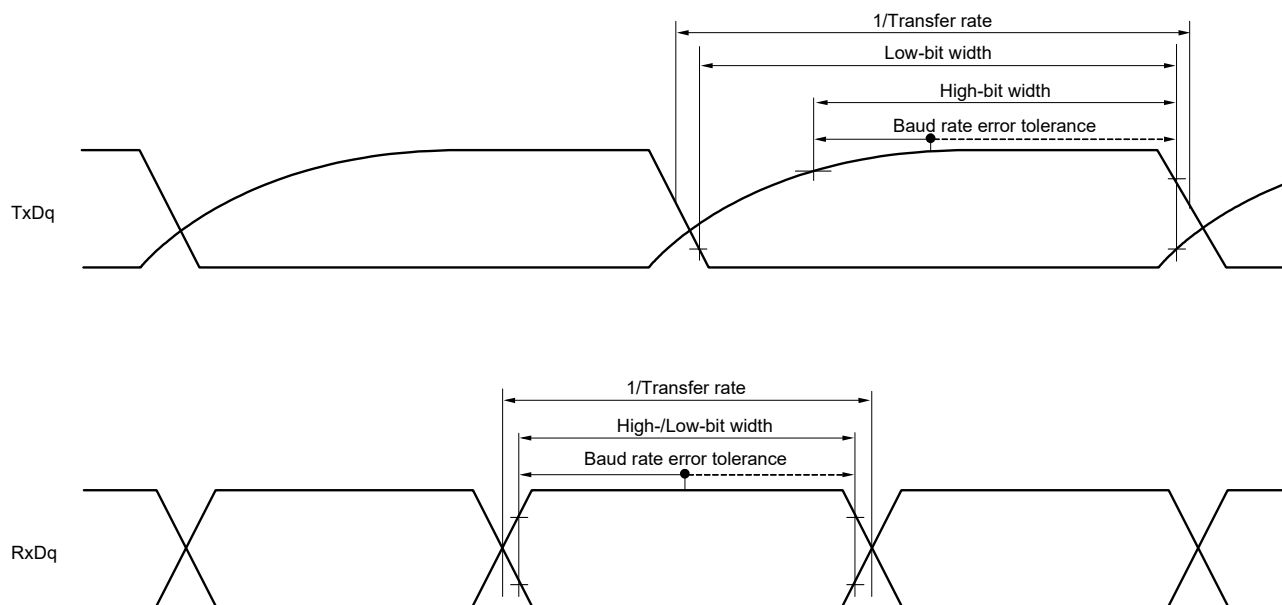 1/Transfer rate
Low-bit width
High-bit width
Baud rate error tolerance
TxDq
1/Transfer rate
High-/Low-bit width
Baud rate error tolerance
RxDq